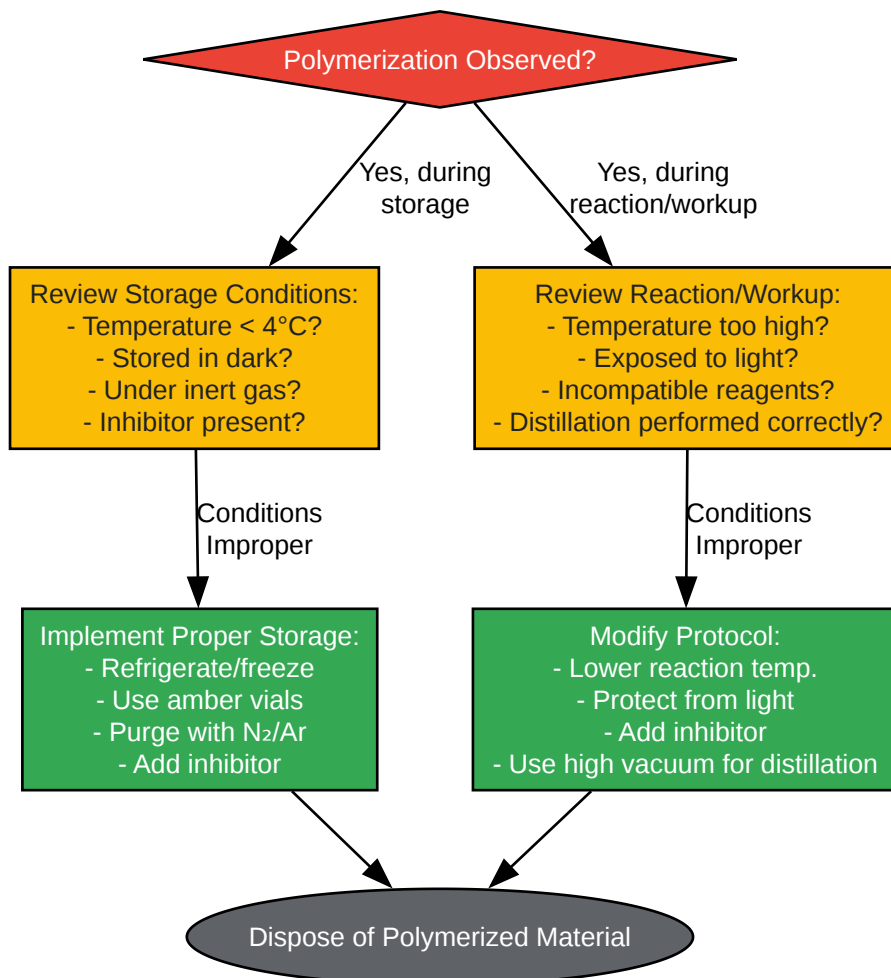 Polymerization Observed?
Yes, during
storage
Yes, during
reaction/workup
Review Storage Conditions:
- Temperature < 4°C?
- Stored in dark?
- Under inert gas?
- Inhibitor present?
Review Reaction/Workup:
- Temperature too high?
- Exposed to light?
- Incompatible reagents?
- Distillation performed correctly?
Conditions
Improper
Conditions
Improper
Implement Proper Storage:
- Refrigerate/freeze
- Use amber vials
- Purge with N₂/Ar
- Add inhibitor
Modify Protocol:
- Lower reaction temp.
- Protect from light
- Add inhibitor
- Use high vacuum for distillation
Dispose of Polymerized Material